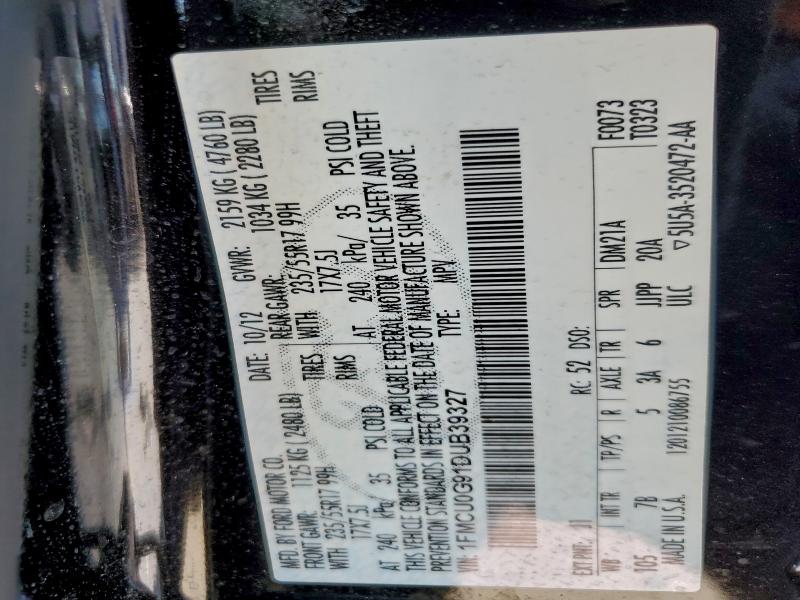 MFD. BY FORD MOTOR CO. DATE: 10/12 GVWR: 2159 KG ( 4760 LB)
FRONT GAWR: 1125 KG ( 2480 LB) REAR GAWR: 1034 KG ( 2280 LB)
WITH 235/55R17 99H TIRES WITH 235/55R17 99H TIRES
17X7.5J RIMS 17X7.5J RIMS
AT 240 kPa/ 35 PSI COLD AT 240 kPa/ 35 PSI COLD
THIS VEHICLE CONFORMS TO ALL APPLICABLE FEDERAL MOTOR VEHICLE SAFETY AND THEFT
PREVENTION STANDARDS IN EFFECT ON THE DATE OF MANUFACTURE SHOWN ABOVE.
VIN: 1FMCU0G91DUB39327 TYPE: MPV
EXT PNT: RC: 52 DSO: F0073
WB INT TR TP/PS R AXLE TR SPR DM21A T0323
105 7B 5 3A 6 JJPP 20A
MADE IN U.S.A. 1201210086755 ULC ▽5U5A-3520472-AA